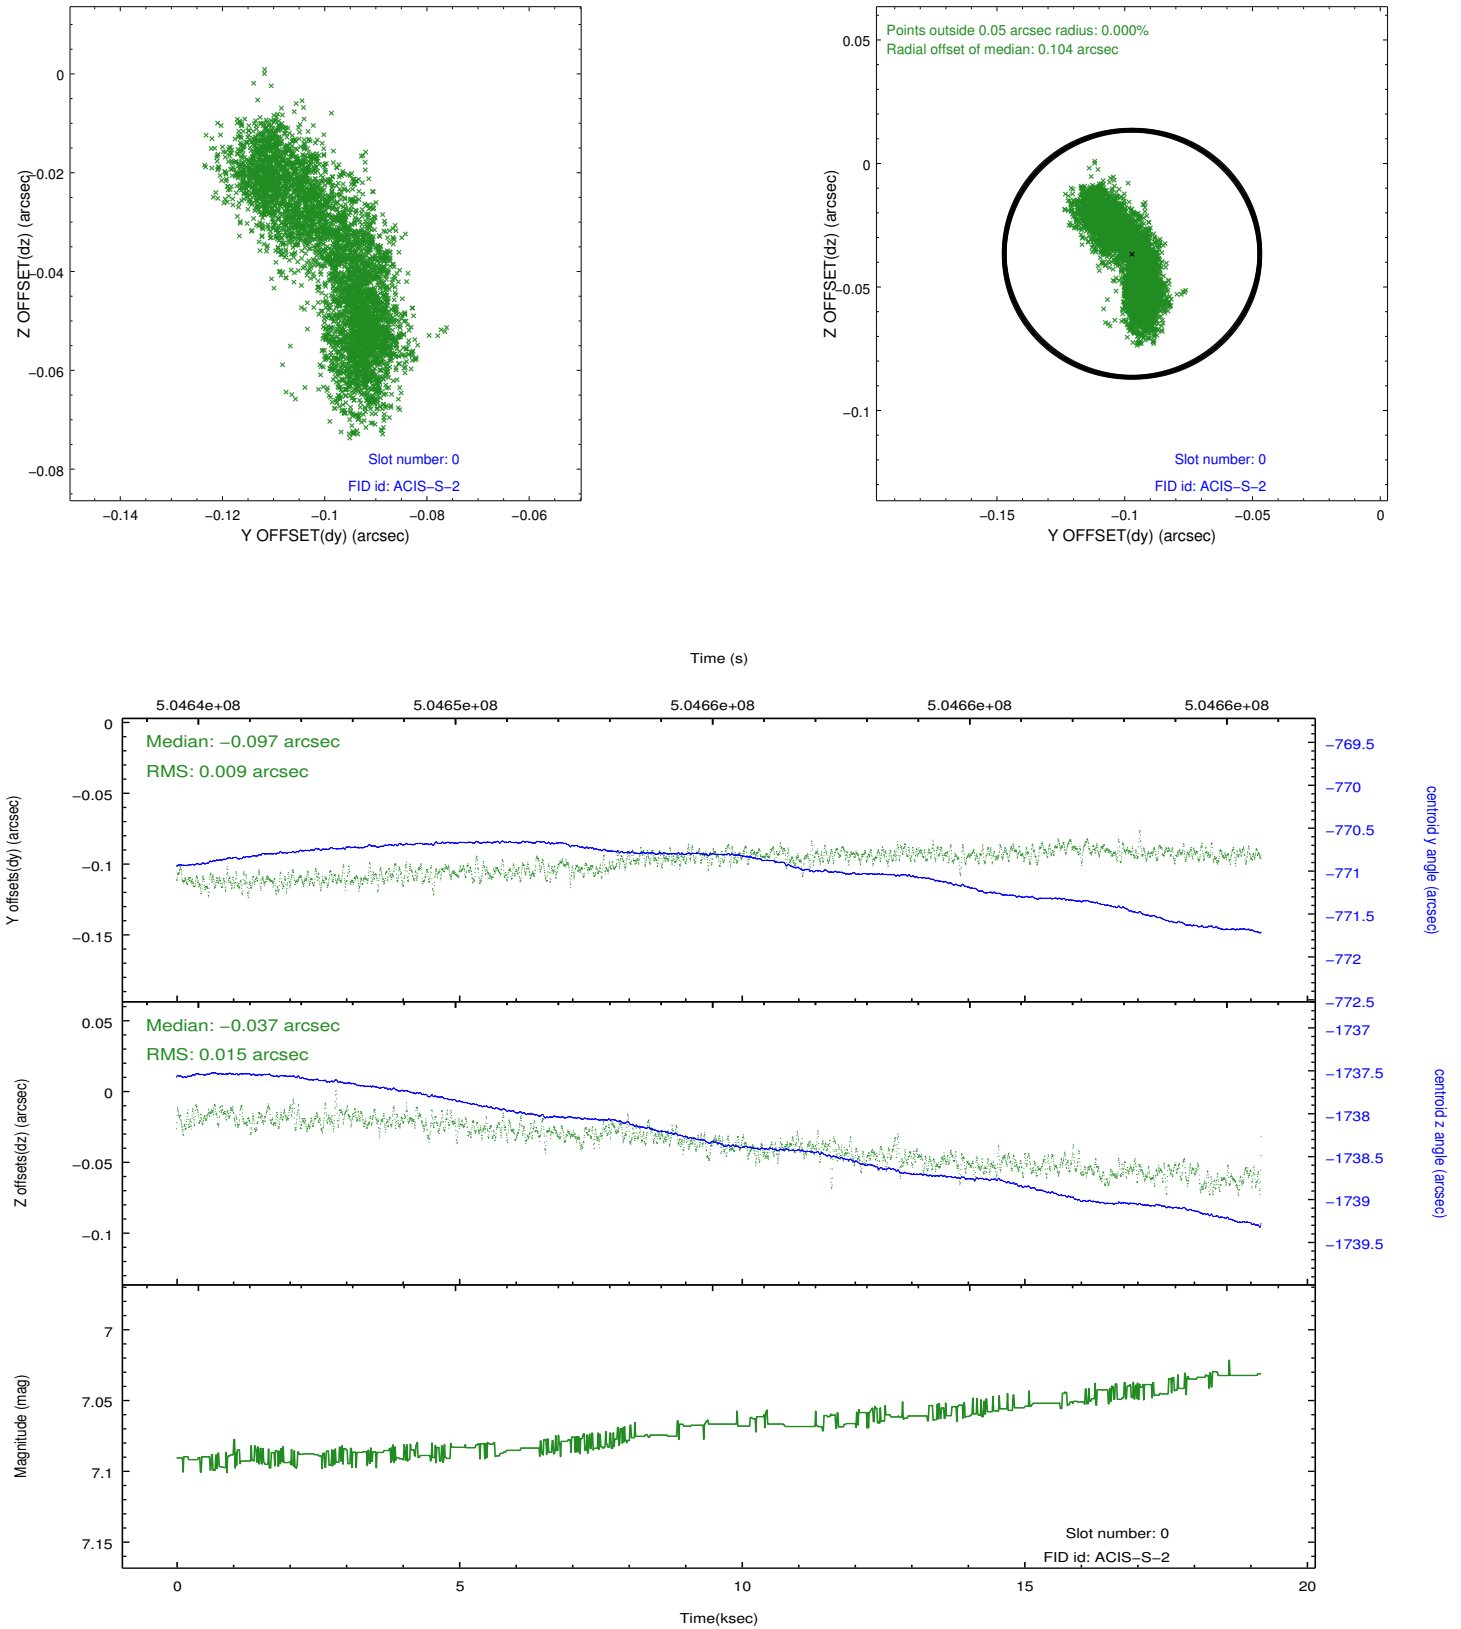 0
−0.02
−0.04
−0.06
−0.08
Z OFFSET(dz) (arcsec)
Slot number: 0
FID id: ACIS−S−2
−0.14 −0.12 −0.1 −0.08 −0.06
Y OFFSET(dy) (arcsec)
Points outside 0.05 arcsec radius: 0.000%
Radial offset of median: 0.104 arcsec
0.05
0
−0.05
−0.1
Z OFFSET(dz) (arcsec)
Slot number: 0
FID id: ACIS−S−2
−0.15 −0.1 −0.05 0
Y OFFSET(dy) (arcsec)
Time (s)
5.0464e+08 5.0465e+08 5.0466e+08 5.0466e+08 5.0466e+08
Median: −0.097 arcsec
RMS: 0.009 arcsec
0
−0.05
−0.1
−0.15
Y offsets(dy) (arcsec)
−769.5
−770
−770.5
−771
−771.5
−772
−772.5
centroid y angle (arcsec)
Median: −0.037 arcsec
RMS: 0.015 arcsec
0.05
0
−0.05
−0.1
Z offsets(dz) (arcsec)
−1737
−1737.5
−1738
−1738.5
−1739
−1739.5
centroid z angle (arcsec)
7
7.05
7.1
7.15
Magnitude (mag)
Slot number: 0
FID id: ACIS−S−2
0 5 10 15 20
Time(ksec)